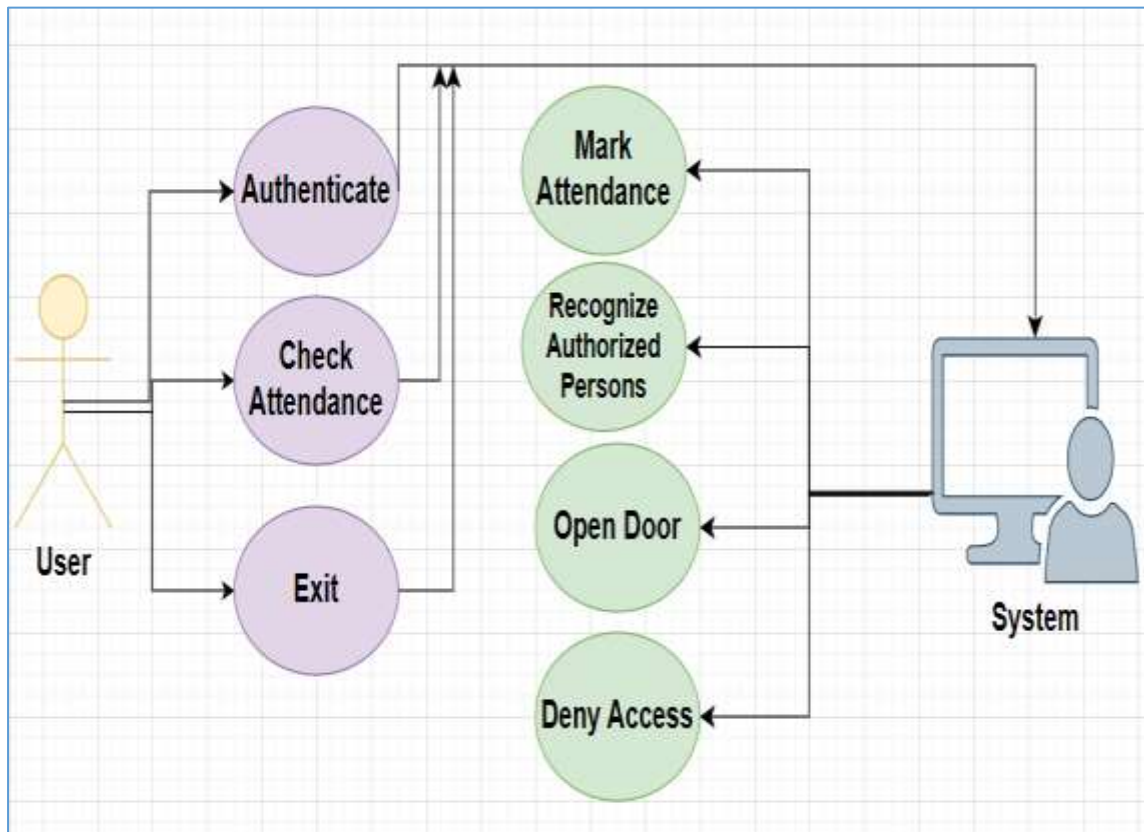 Authenticate
Check
Attendance
Exit
User
Mark
Attendance
Recognize
Authorized
Persons
Open Door
Deny Access
System